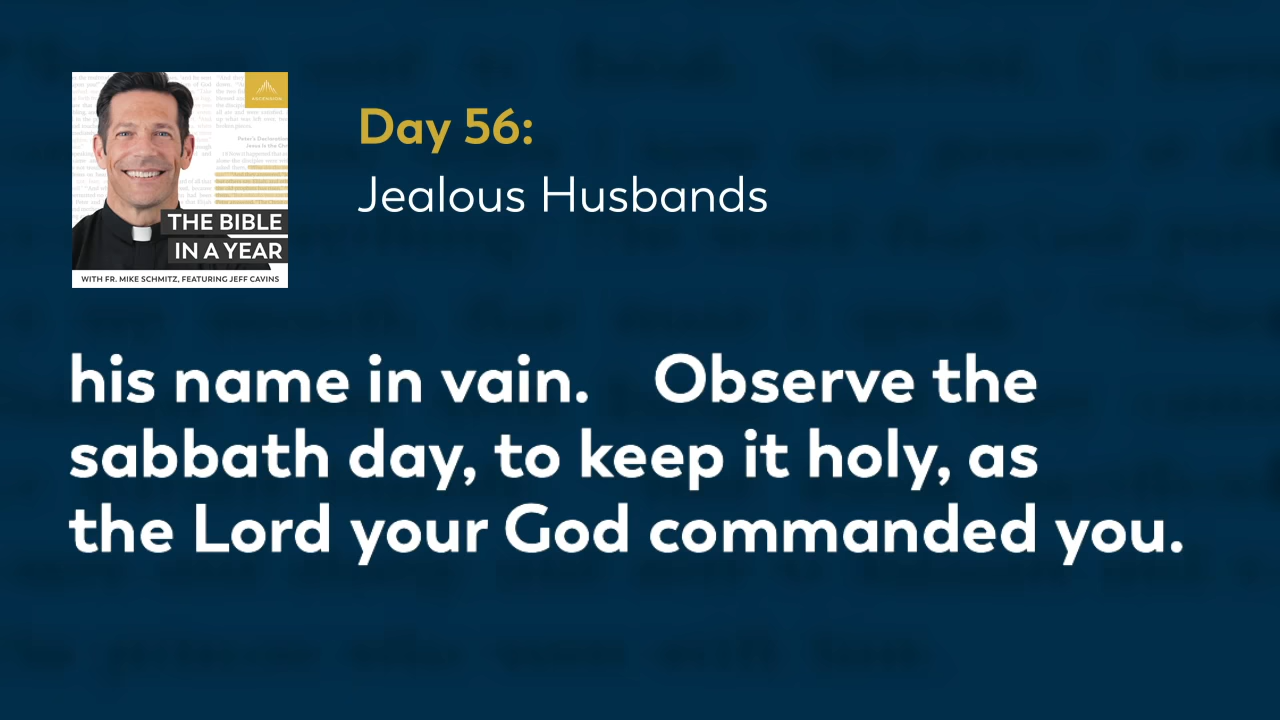 ASCENSION
THE BIBLE
IN A YEAR
WITH FR. MIKE SCHMITZ, FEATURING JEFF CAVINS
Day 56:
Jealous Husbands
his name in vain. Observe the
sabbath day, to keep it holy, as
the Lord your God commanded you.